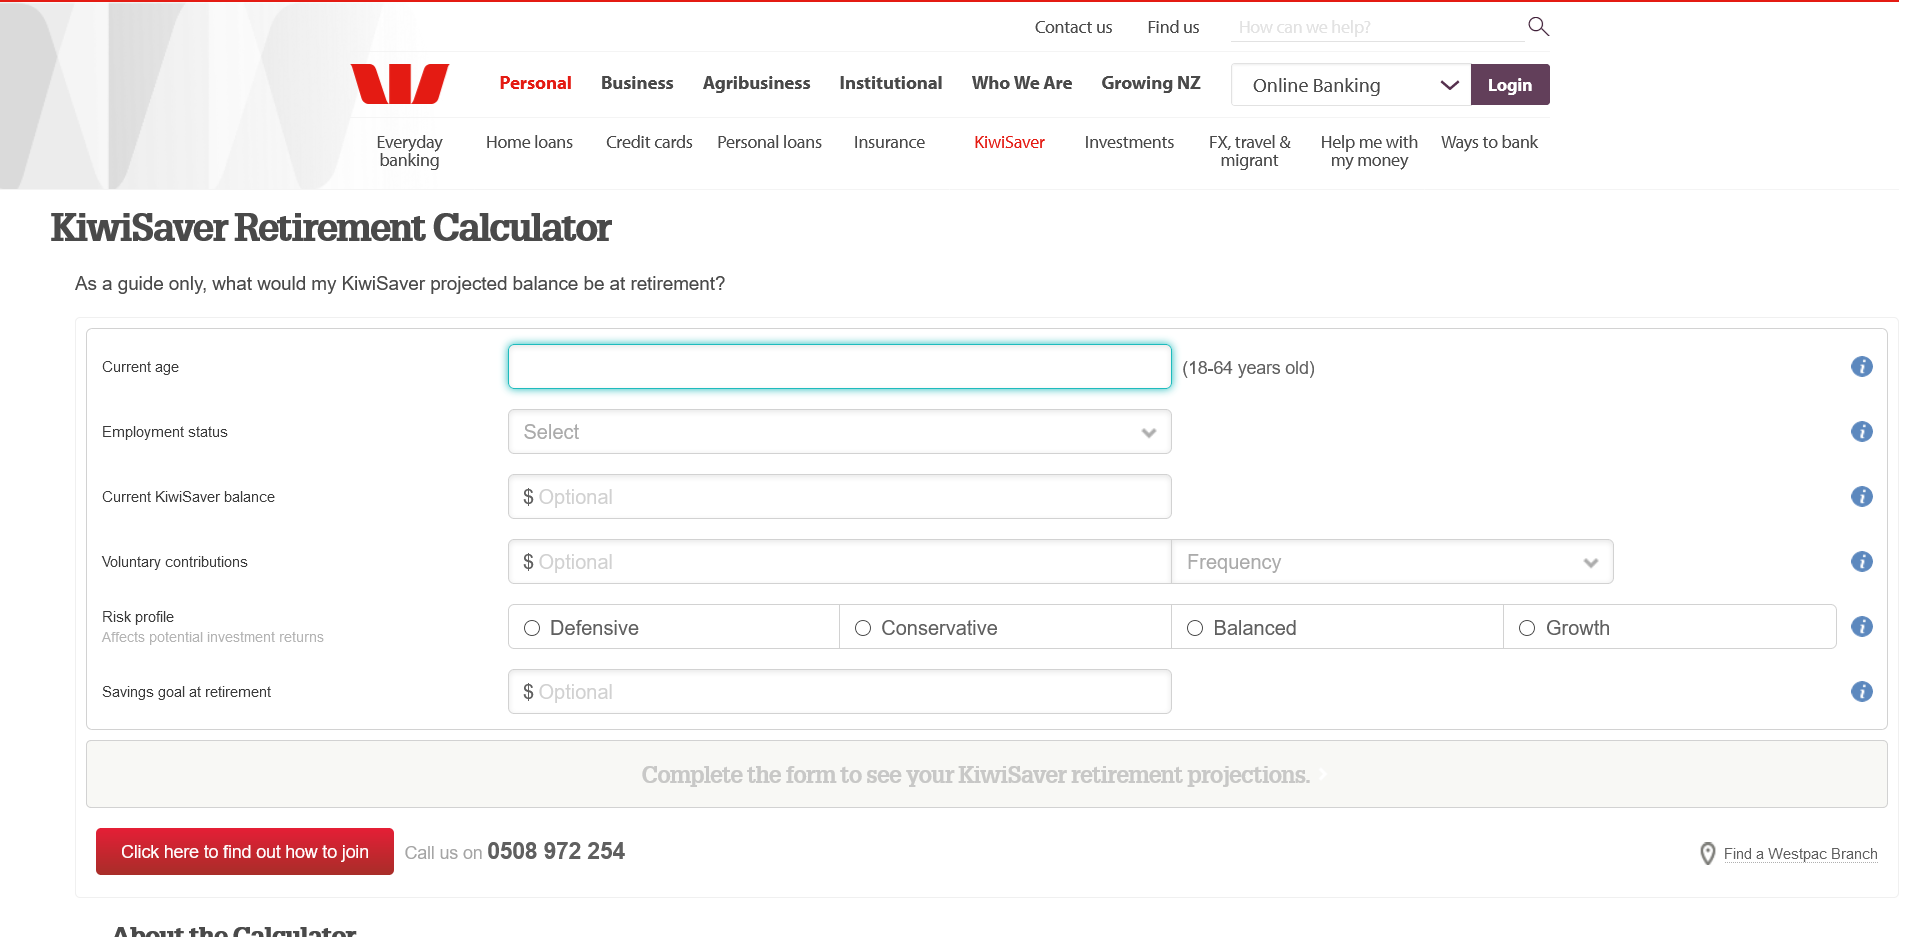 Contact us Find us How can we help?
Personal Business Agribusiness Institutional Who We Are Growing NZ Online Banking Login
Everyday banking Home loans Credit cards Personal loans Insurance KiwiSaver Investments FX, travel & migrant Help me with my money Ways to bank
KiwiSaver Retirement Calculator
As a guide only, what would my KiwiSaver projected balance be at retirement?
Current age (18-64 years old)
Employment status Select
Current KiwiSaver balance $ Optional
Voluntary contributions $ Optional Frequency
Risk profile Defensive Conservative Balanced Growth
Affects potential investment returns
Savings goal at retirement $ Optional
Complete the form to see your KiwiSaver retirement projections.
Click here to find out how to join Call us on 0508 972 254 Find a Westpac Branch
About the Calculator